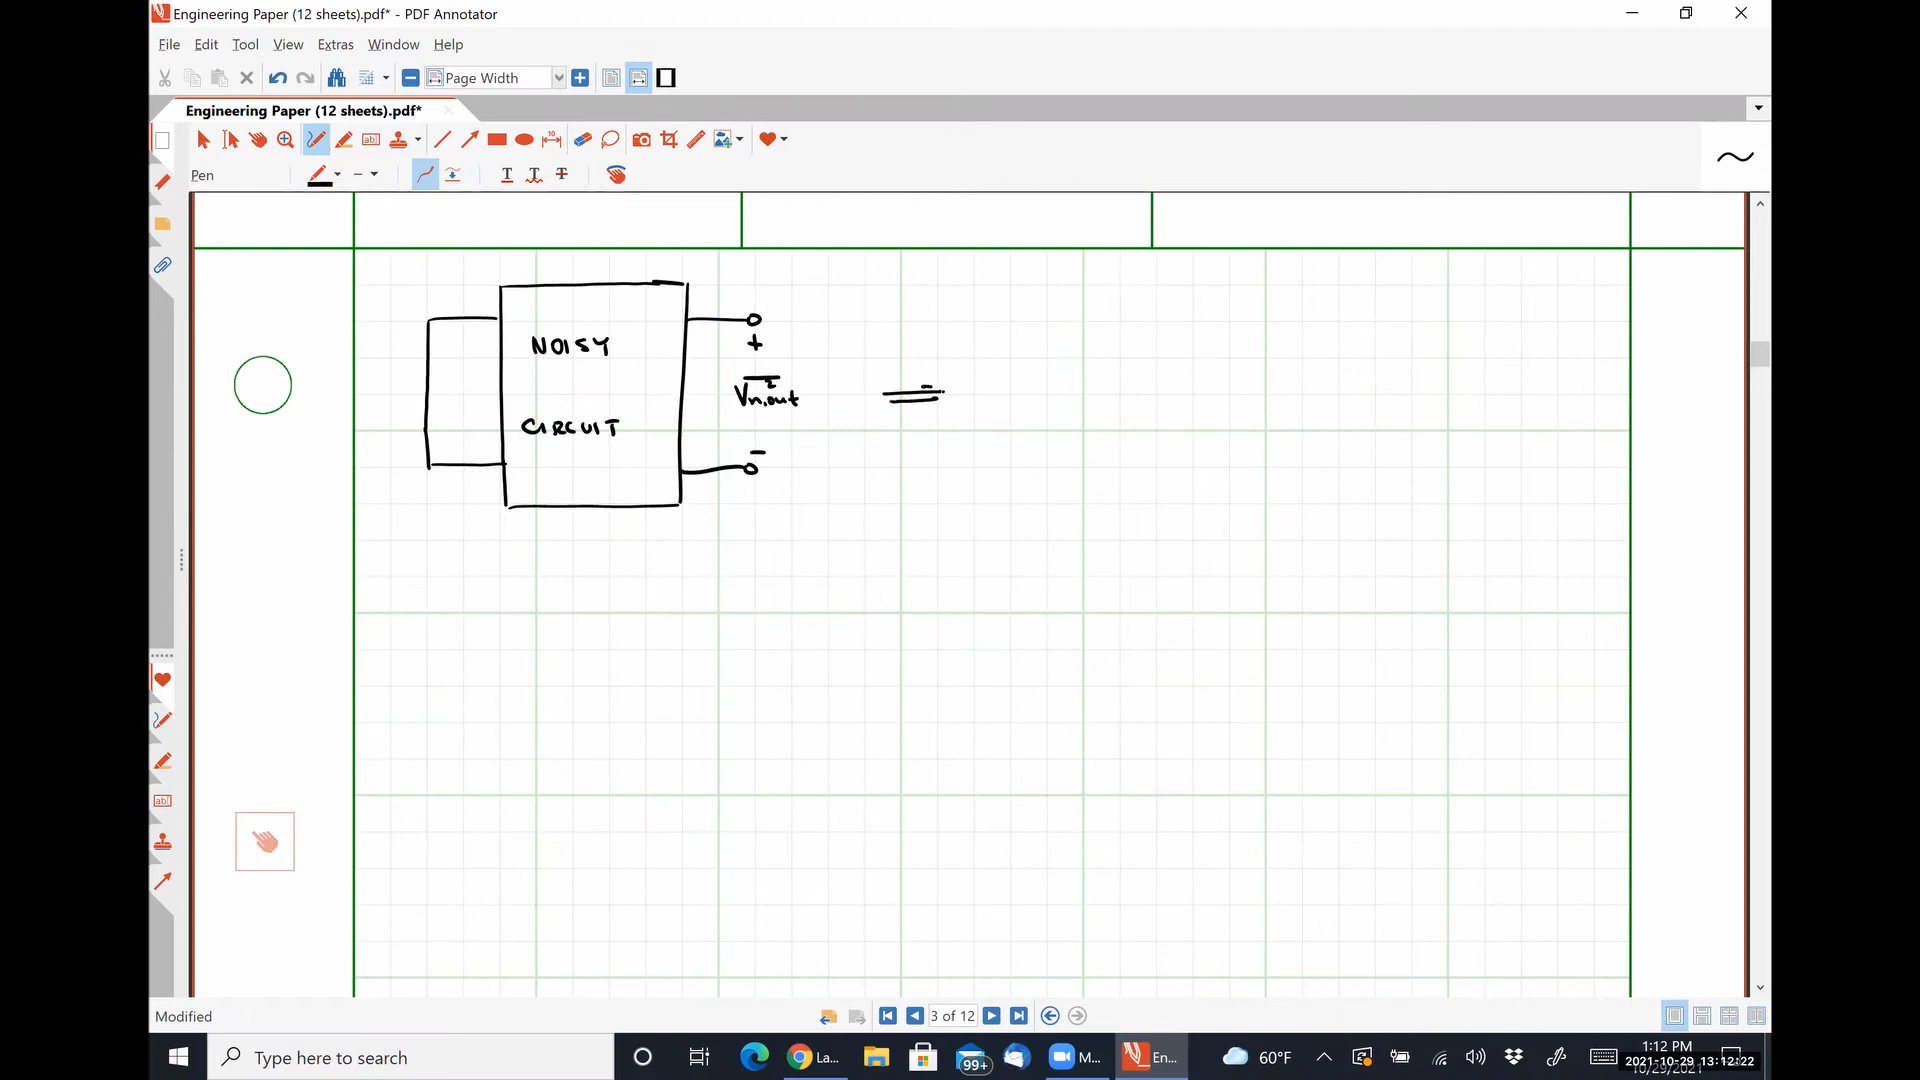 Engineering Paper (12 sheets).pdf* - PDF Annotator
File Edit Tool View Extras Window Help
Page Width
Engineering Paper (12 sheets).pdf*
Pen
NOISY
CIRCUIT
+
Vn,out²
-
=
Modified
3 of 12
Type here to search
La...
99+
M...
En...
60°F
1:12 PM
2021-10-29 13:12:22